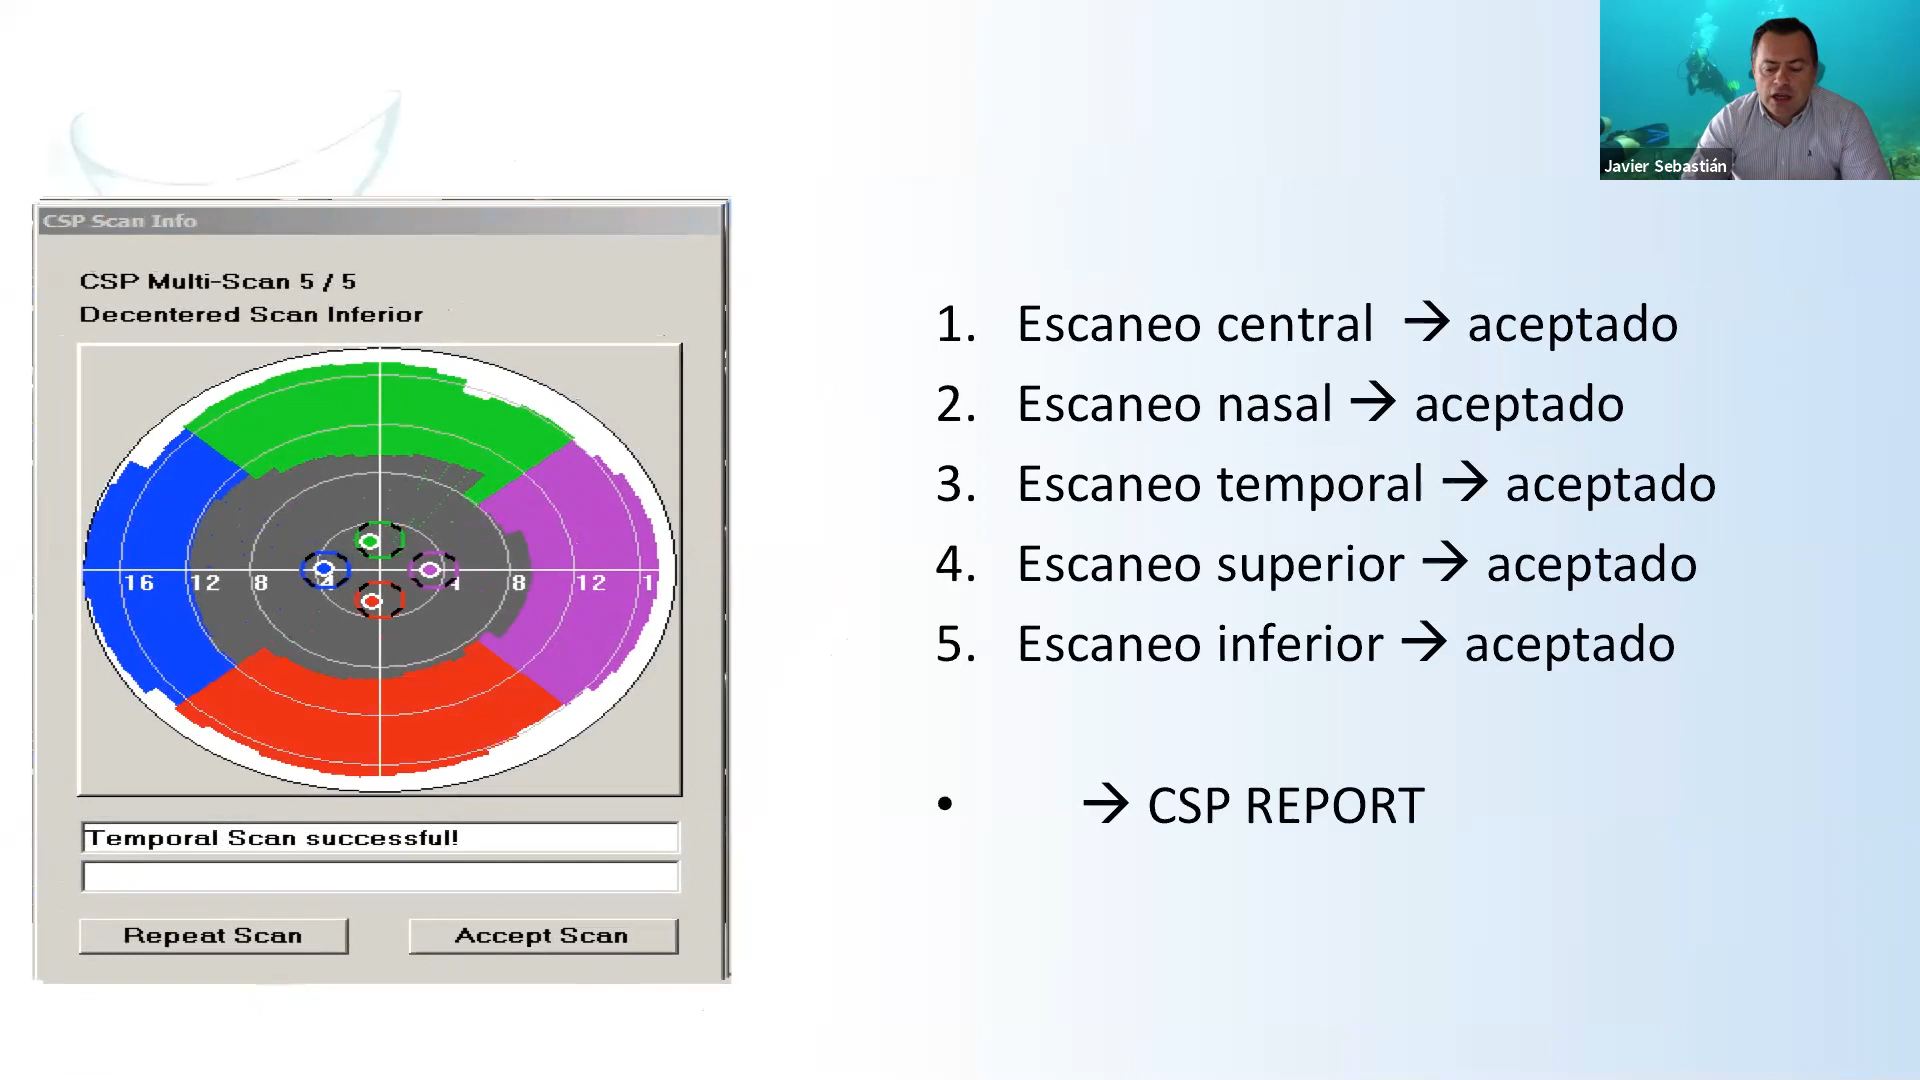 Javier Sebastián
CSP Scan Info
CSP Multi-Scan 5 / 5
Decentered Scan Inferior
16 12 8 4 4 8 12 1
Temporal Scan successful!
Repeat Scan
Accept Scan
1. Escaneo central → aceptado
2. Escaneo nasal → aceptado
3. Escaneo temporal → aceptado
4. Escaneo superior → aceptado
5. Escaneo inferior → aceptado
• → CSP REPORT